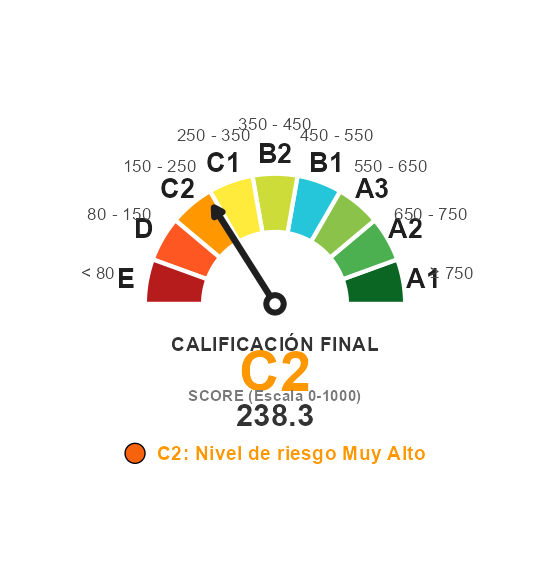 350 - 450
250 - 350
450 - 550
B2
C1
B1
150 - 250
550 - 650
C2
A3
80 - 150
650 - 750
D
A2
< 80
E
A1
≥ 750
CALIFICACIÓN FINAL
C2
SCORE (Escala 0-1000)
238.3
C2: Nivel de riesgo Muy Alto